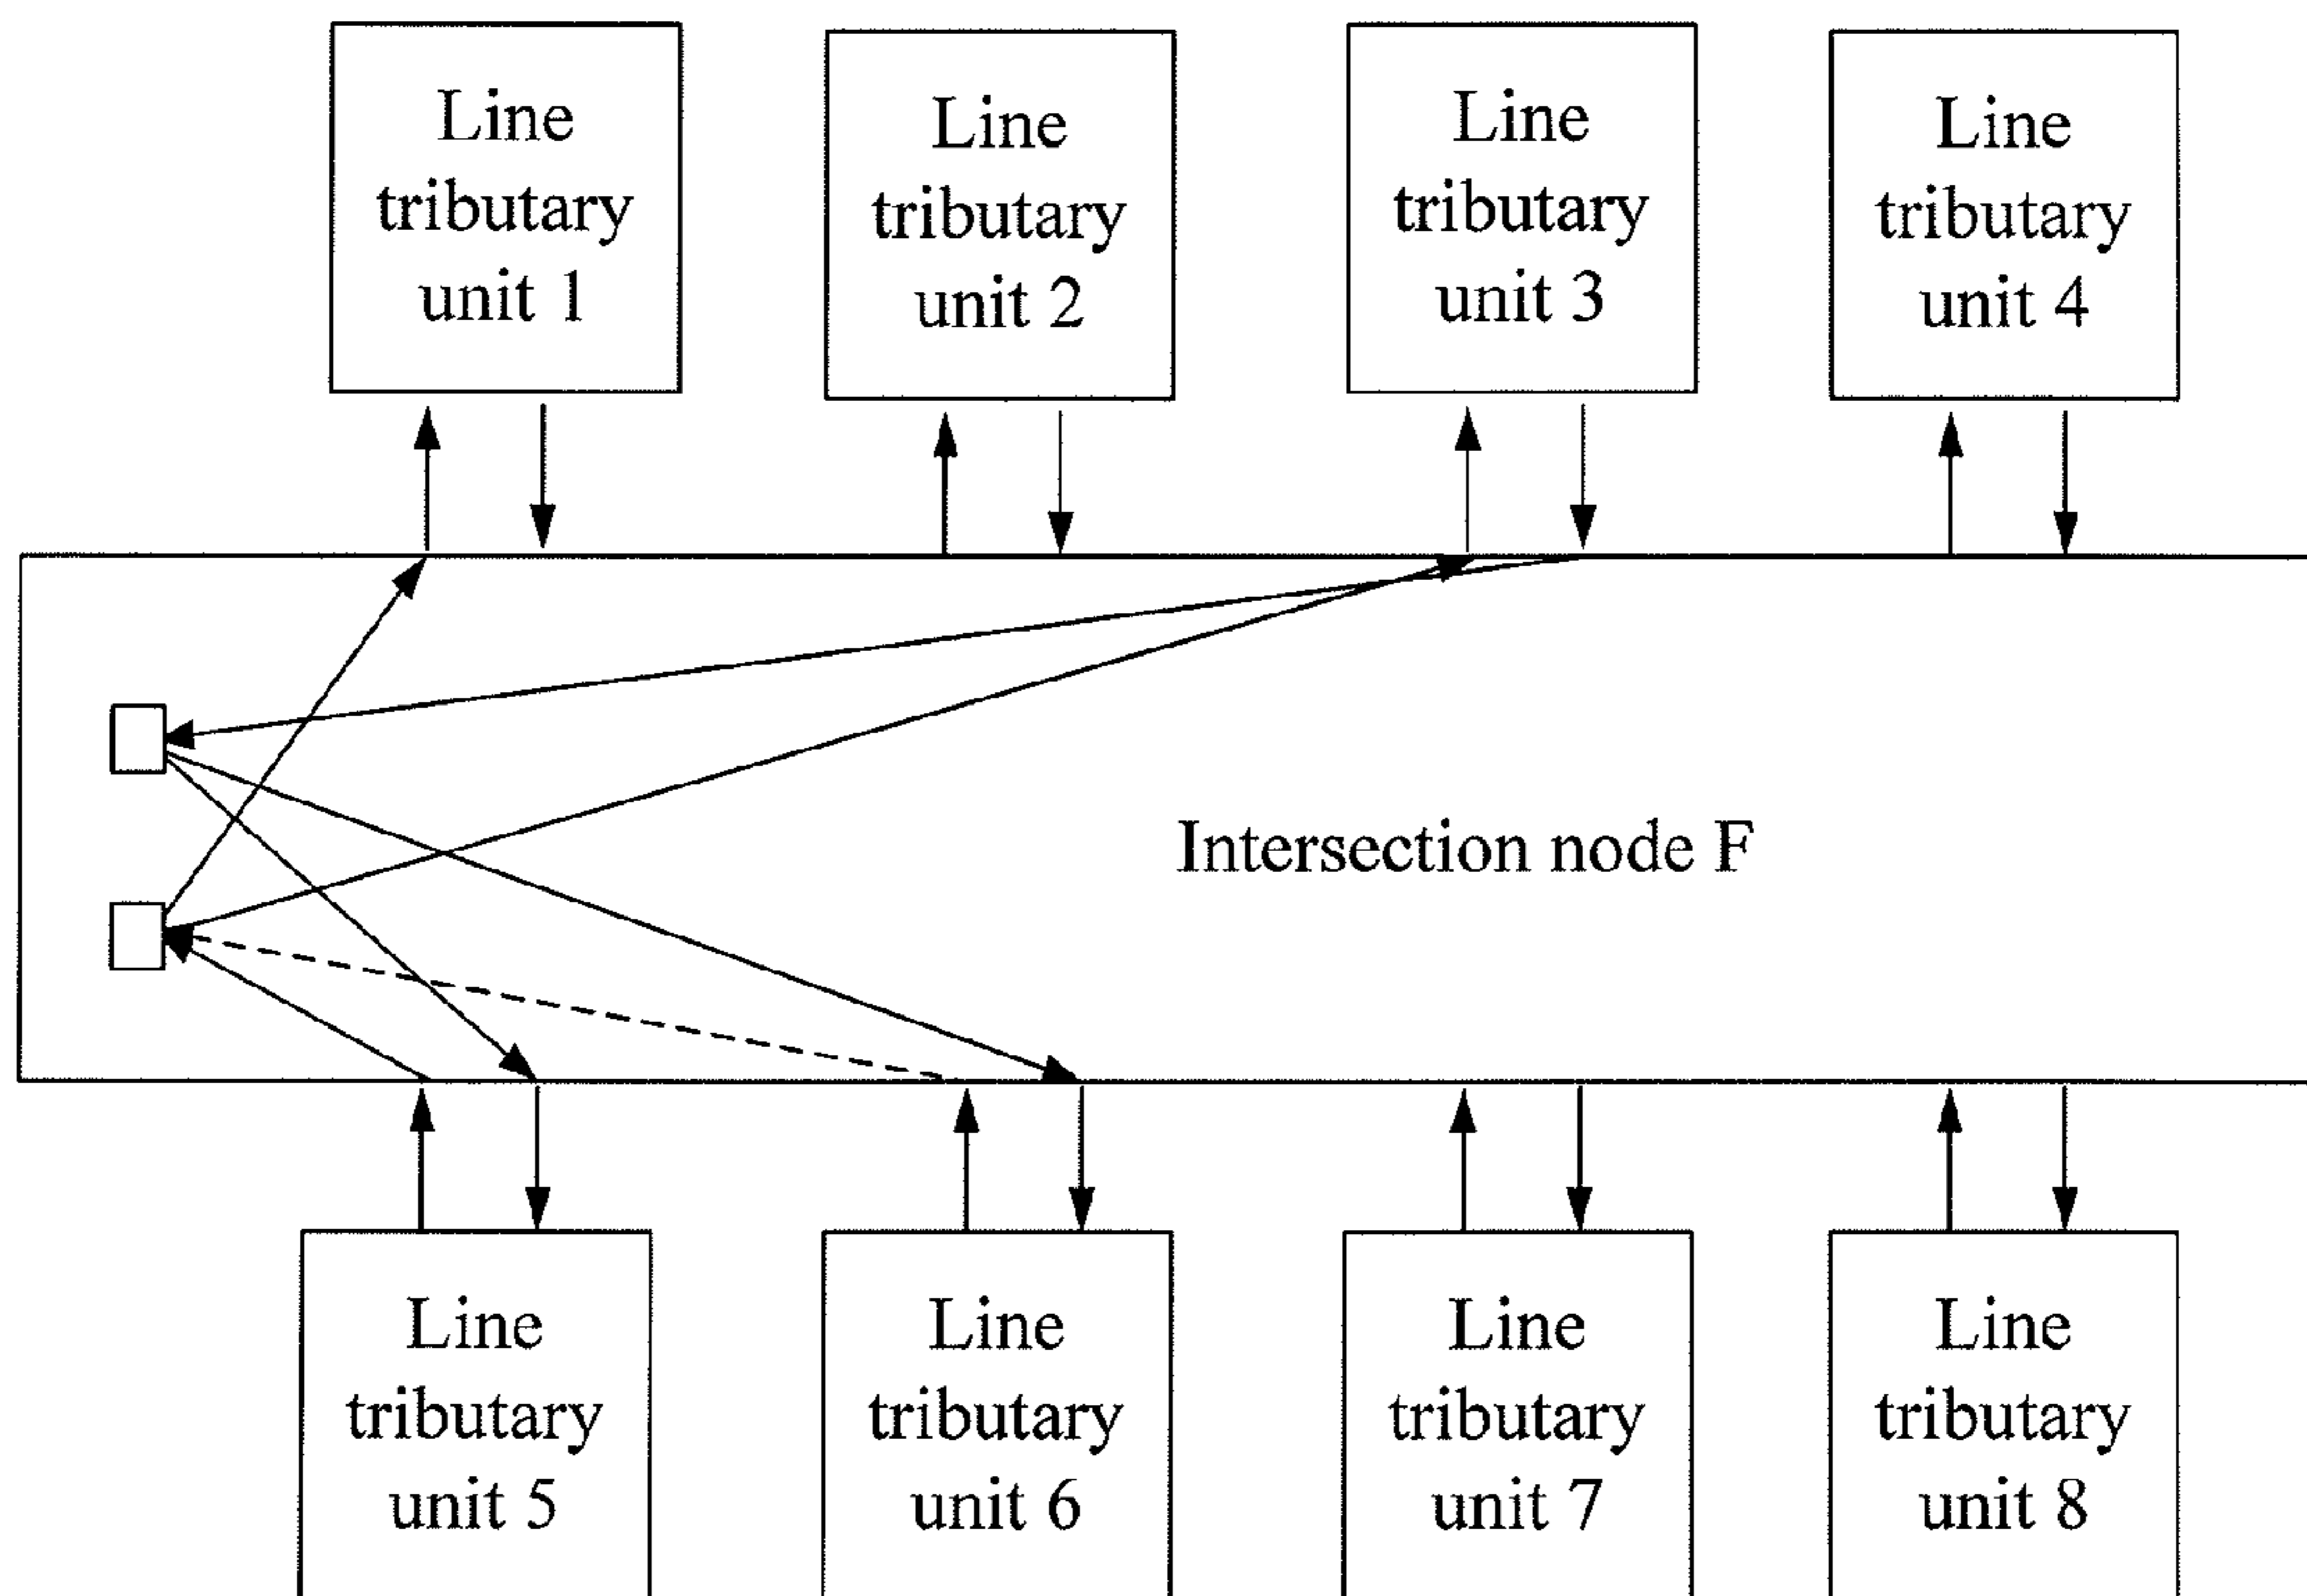 Line
tributary
unit 1
Line
tributary
unit 2
Line
tributary
unit 3
Line
tributary
unit 4
Intersection node F
Line
tributary
unit 5
Line
tributary
unit 6
Line
tributary
unit 7
Line
tributary
unit 8